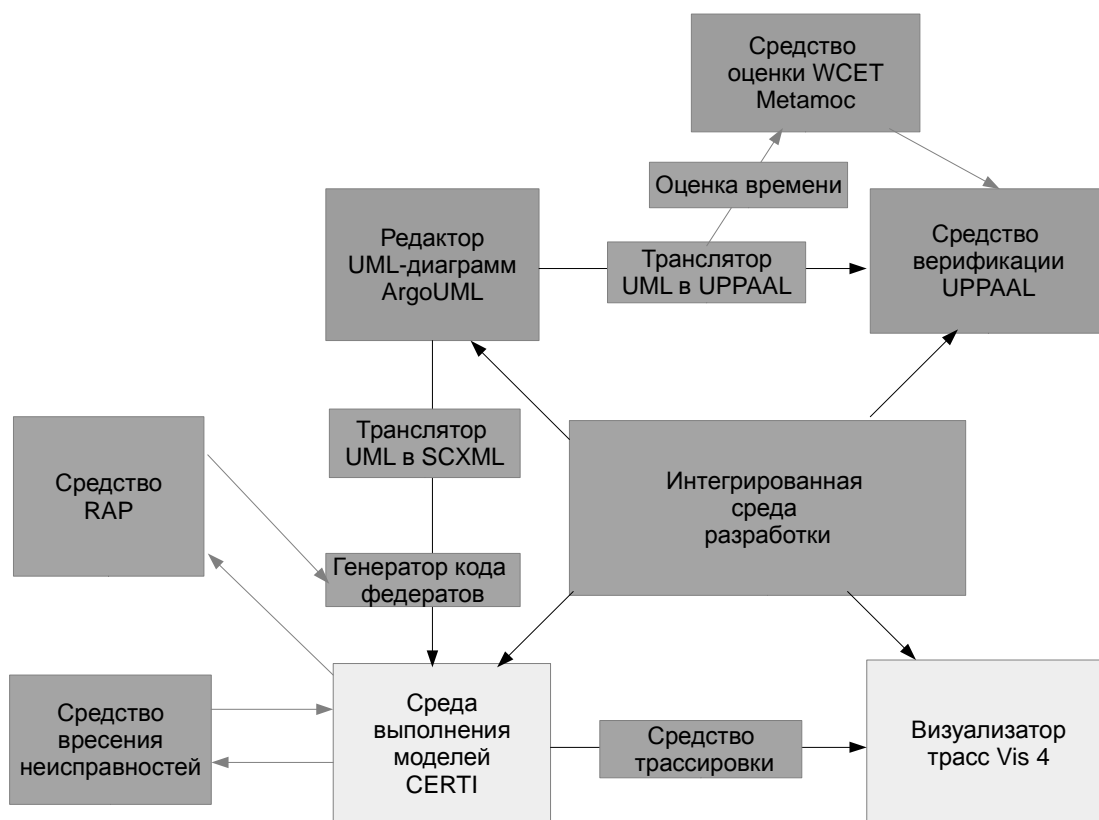 Средство
оценки WCET
Metamoc
Оценка времени
Редактор
UML-диаграмм
ArgoUML
Транслятор
UML в UPPAAL
Средство
верификации
UPPAAL
Транслятор
UML в SCXML
Средство
RAP
Интегрированная
среда
разработки
Генератор кода
федератов
Средство
вресения
неисправностей
Среда
выполнения
моделей
CERTI
Средство
трассировки
Визуализатор
трасс Vis 4